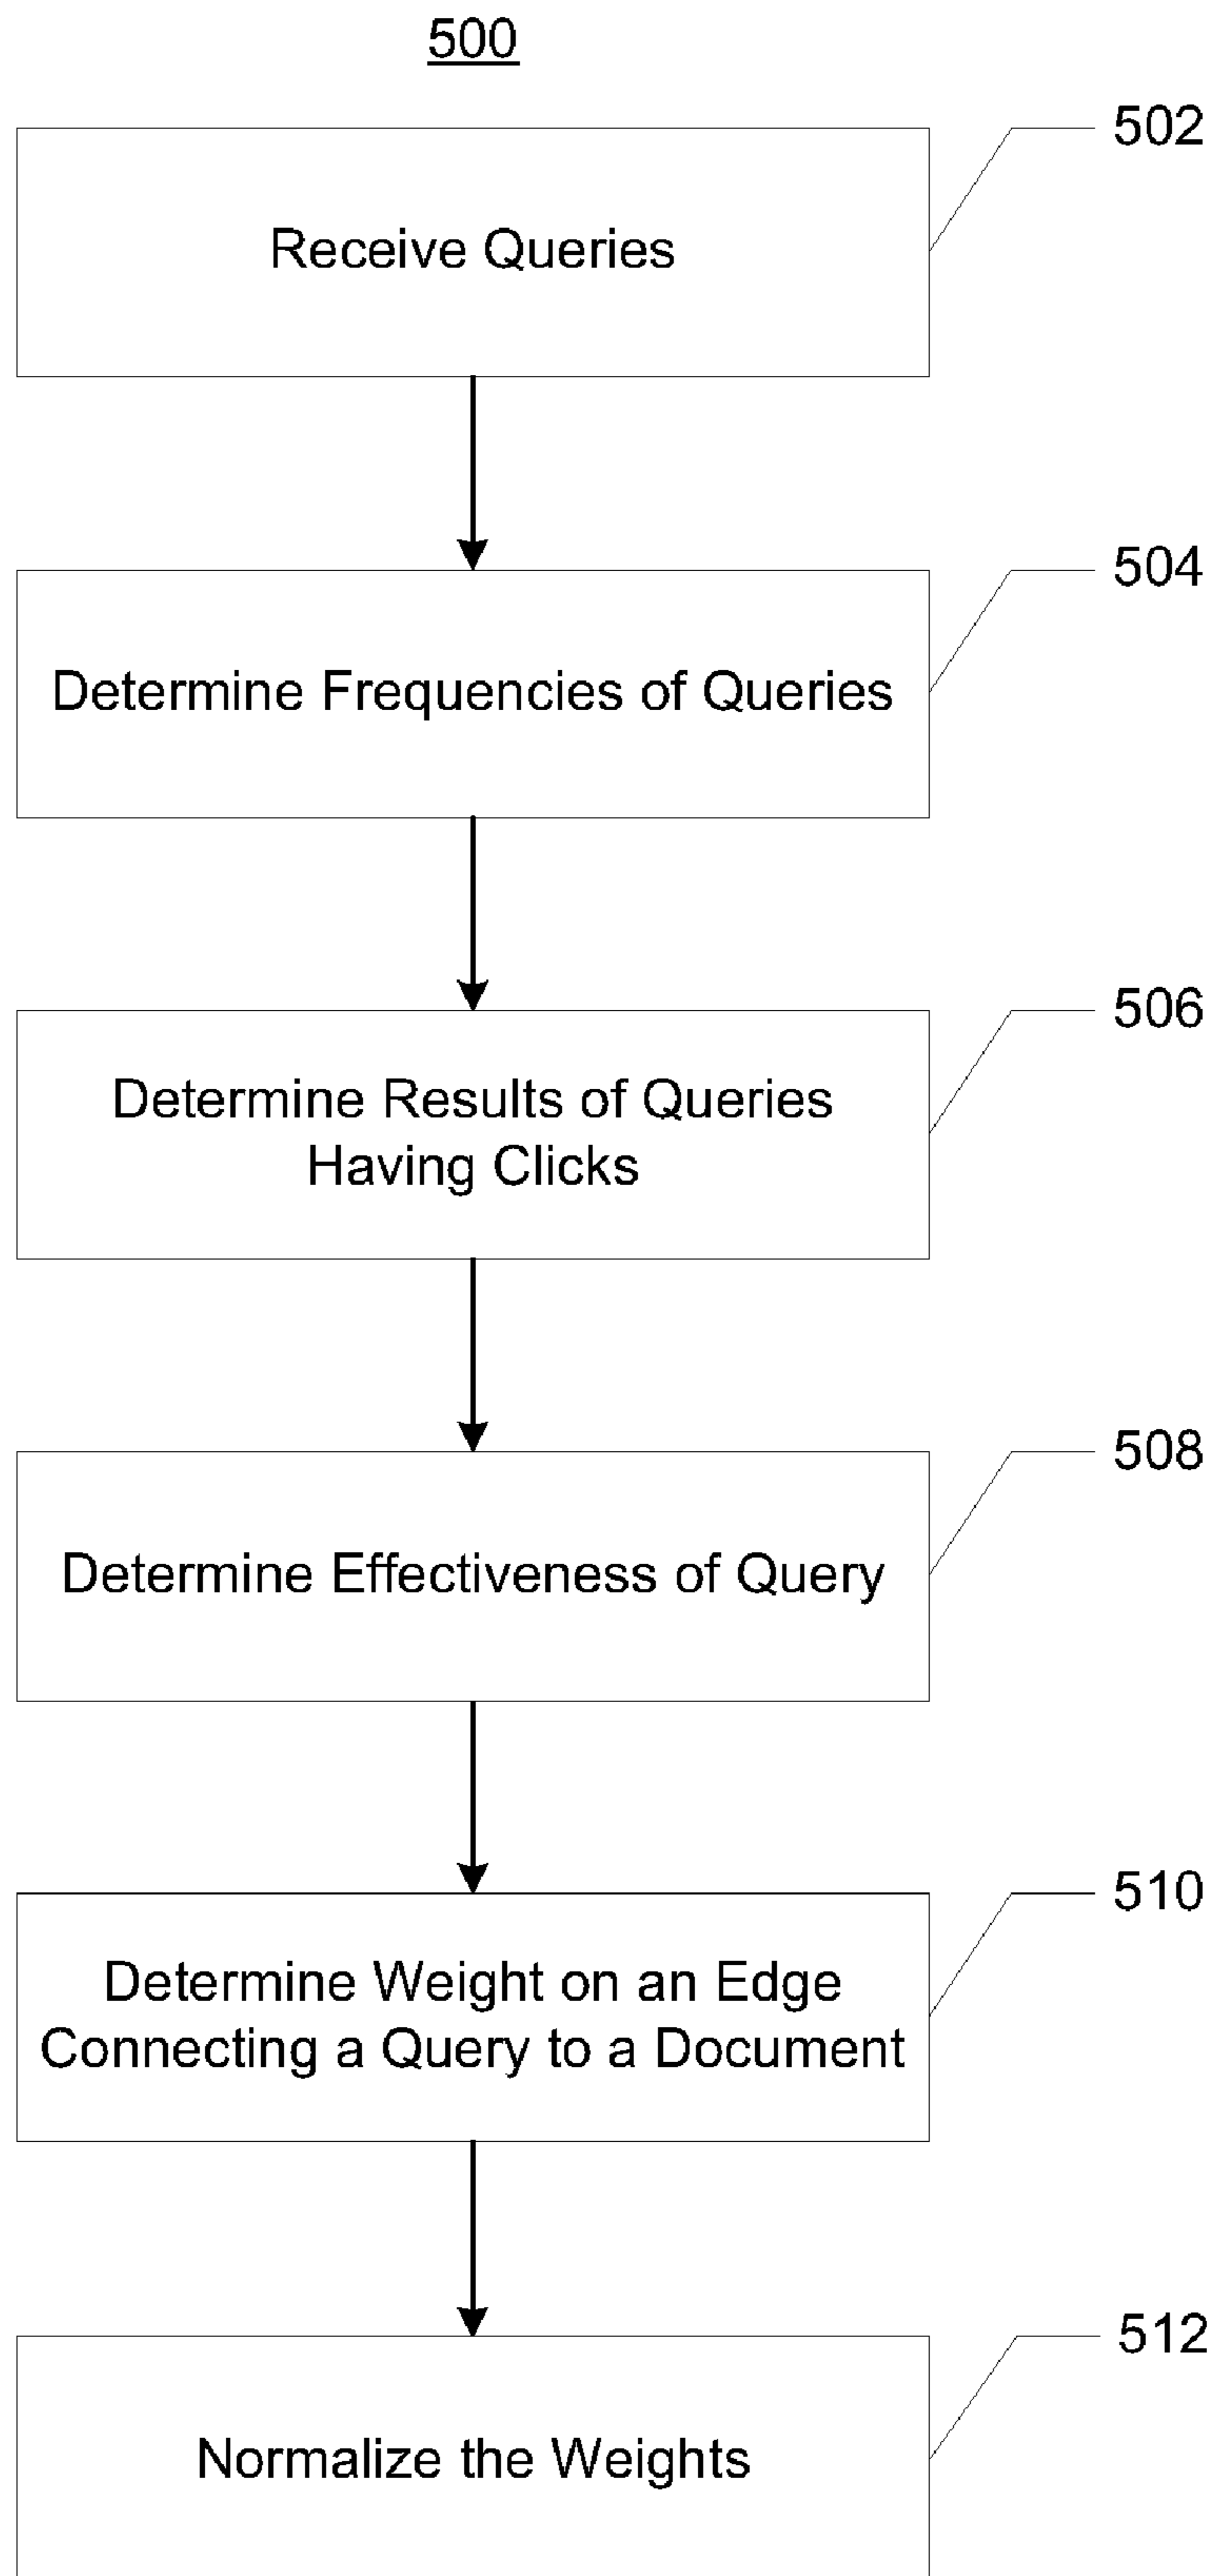 500
502
Receive Queries
504
Determine Frequencies of Queries
506
Determine Results of Queries
Having Clicks
508
Determine Effectiveness of Query
510
Determine Weight on an Edge
Connecting a Query to a Document
512
Normalize the Weights